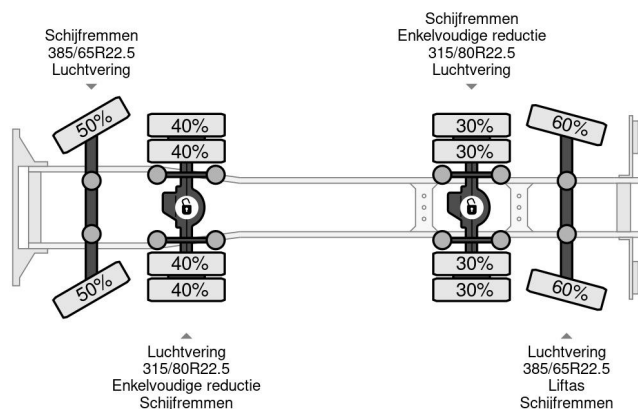 Schijfremmen
385/65R22.5
Luchtvering
Schijfremmen
Enkelvoudige reductie
315/80R22.5
Luchtvering
50%
40%
40%
30%
30%
60%
50%
40%
40%
30%
30%
60%
Luchtvering
315/80R22.5
Enkelvoudige reductie
Schijfremmen
Luchtvering
385/65R22.5
Liftas
Schijfremmen